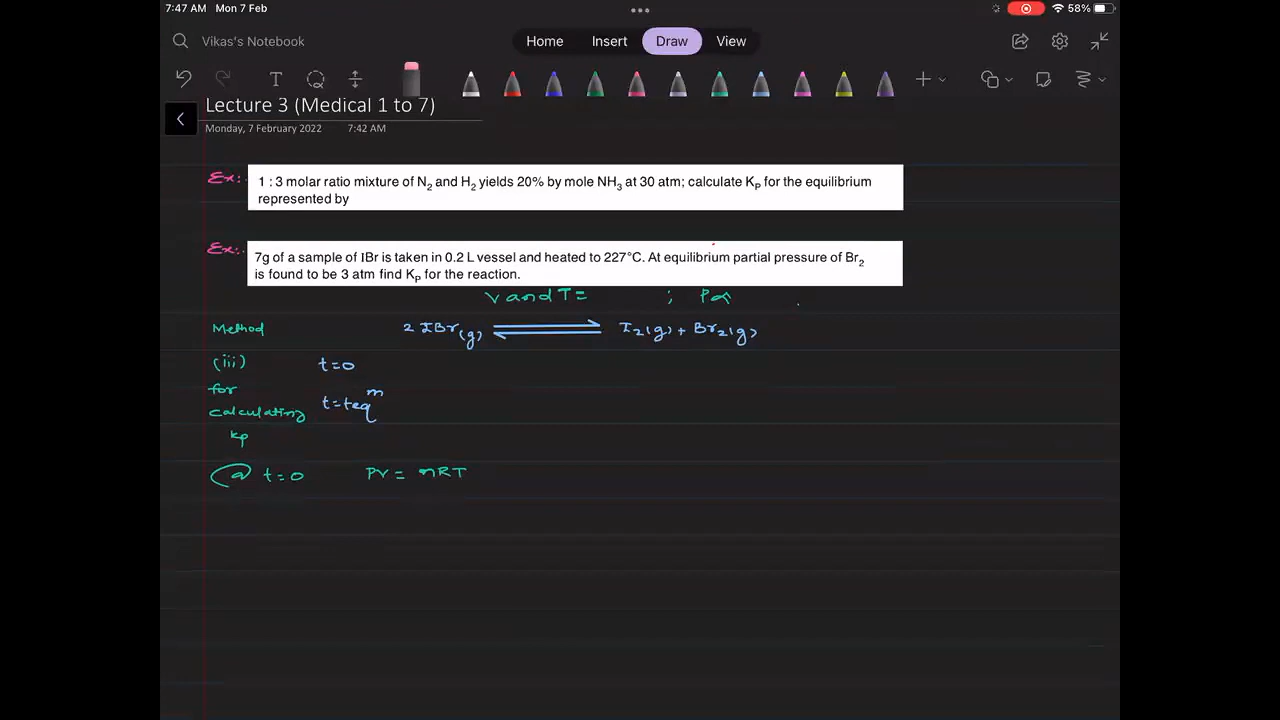 7:47 AM Mon 7 Feb
58%
Vikas's Notebook
Home Insert Draw View
Lecture 3 (Medical 1 to 7)
Monday, 7 February 2022 7:42 AM
Ex:
1 : 3 molar ratio mixture of N₂ and H₂ yields 20% by mole NH₃ at 30 atm; calculate K_P for the equilibrium
represented by
Ex:
7g of a sample of IBr is taken in 0.2 L vessel and heated to 227°C. At equilibrium partial pressure of Br₂
is found to be 3 atm find K_P for the reaction.
V and T = ; P∝
Method 2 IBr(g) ⇌ I₂(g) + Br₂(g)
(iii) t=0
for t=teqᵐ
calculating
kp
@ t=0 PV = nRT